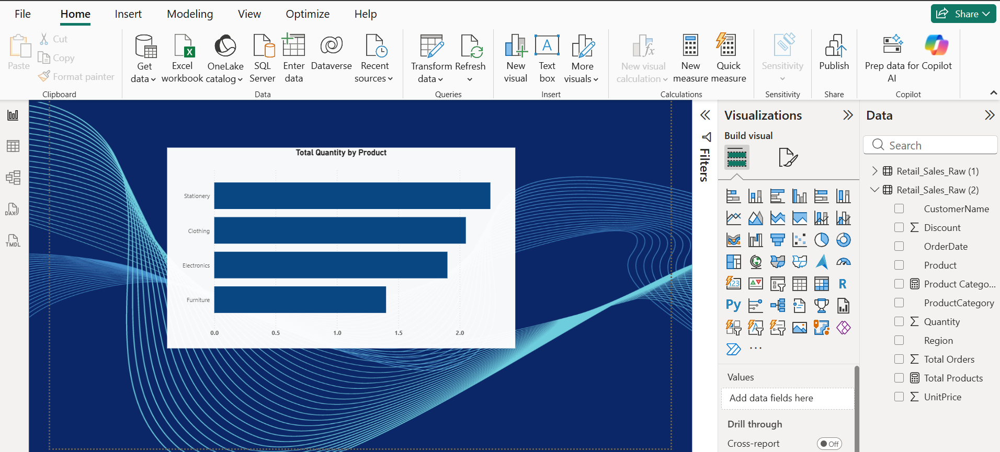 File Home Insert Modeling View Optimize Help Share
Paste
Cut
Copy
Format painter
Clipboard
Get data
Excel workbook
OneLake catalog
SQL Server
Enter data
Dataverse
Recent sources
Data
Transform data
Refresh
Queries
New visual
A
Text box
More visuals
Insert
fx
New visual calculation
New measure
Quick measure
Calculations
Sensitivity
Sensitivity
Publish
Share
Prep data for AI
Copilot
Copilot
DAX
TMDL
Total Quantity by Product
Stationery
Clothing
Electronics
Furniture
0.0 0.5 1.0 1.5 2.0
Filters
Visualizations
Build visual
123
R
Py
Values
Add data fields here
Drill through
Cross-report Off
Data
Search
Retail_Sales_Raw (1)
Retail_Sales_Raw (2)
CustomerName
Σ Discount
OrderDate
Product
Product Catego...
ProductCategory
Σ Quantity
Region
Σ Total Orders
Total Products
Σ UnitPrice